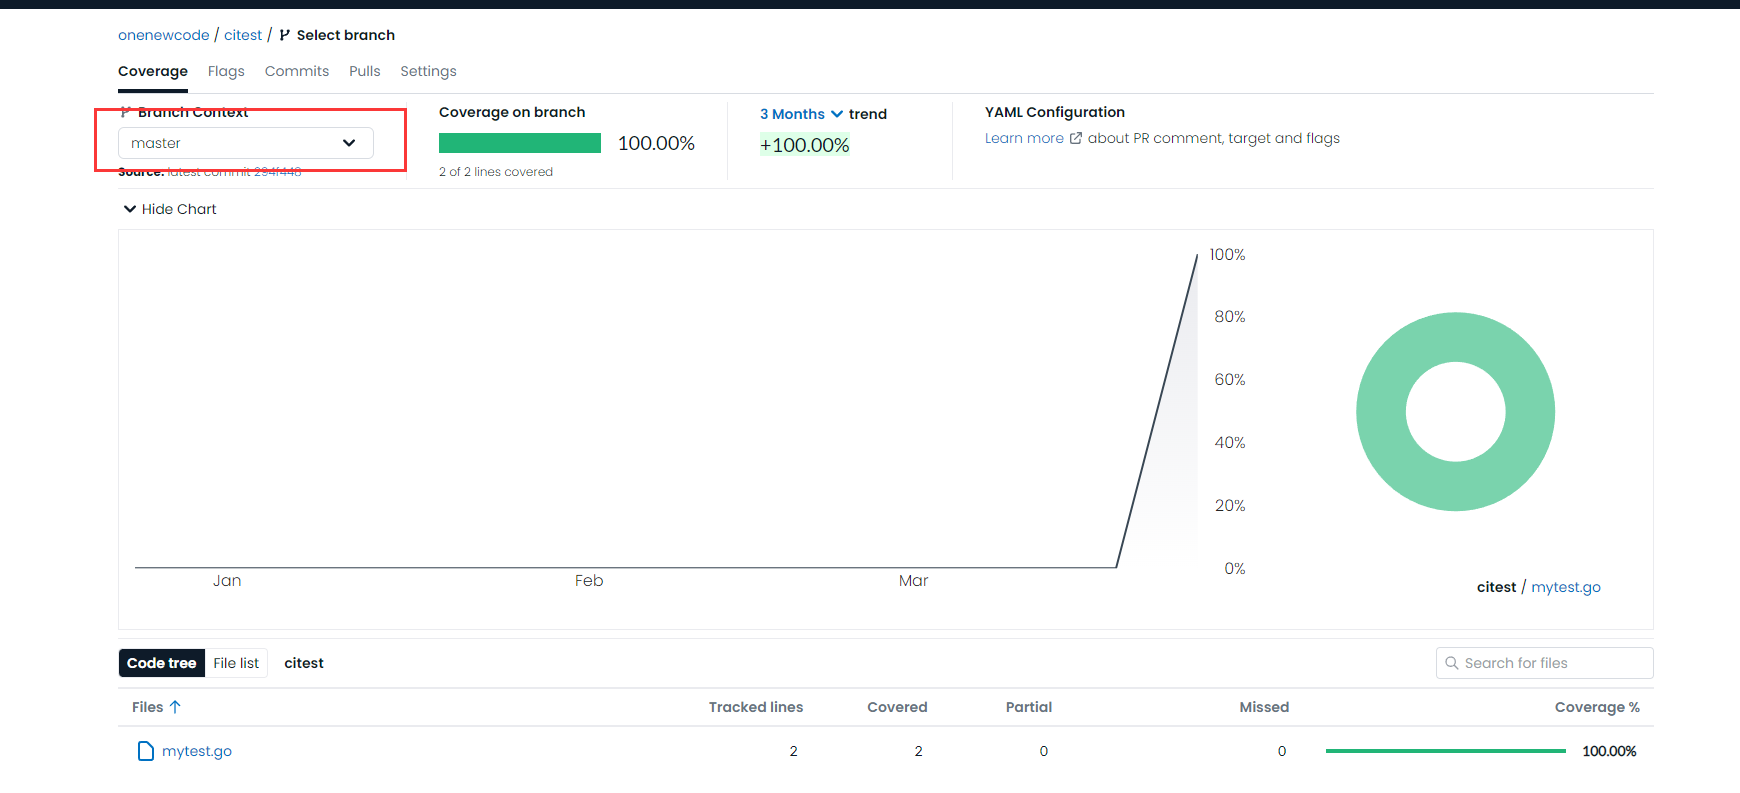 onenewcode / citest / Select branch
Coverage Flags Commits Pulls Settings
Branch Context
master
Source: latest commit 294f448
Coverage on branch
100.00%
2 of 2 lines covered
3 Months trend
+100.00%
YAML Configuration
Learn more about PR comment, target and flags
Hide Chart
100%
80%
60%
40%
20%
0%
Jan Feb Mar
citest / mytest.go
Code tree File list citest
Search for files
Files Tracked lines Covered Partial Missed Coverage %
mytest.go 2 2 0 0 100.00%